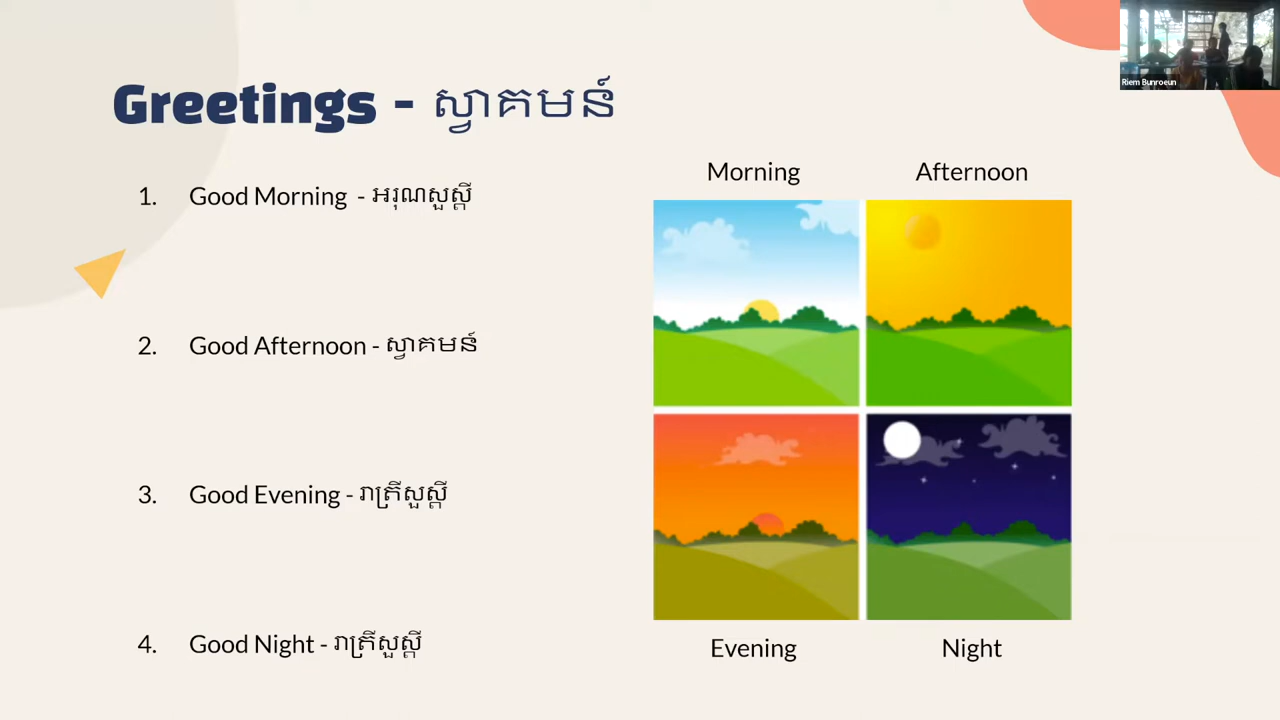 Greetings - ស្វាគមន៍
Riem Bunroeun
1. Good Morning - អរុណសួស្តី
2. Good Afternoon - ស្វាគមន៍
3. Good Evening - រាត្រីសួស្តី
4. Good Night - រាត្រីសួស្តី
Morning
Afternoon
Evening
Night